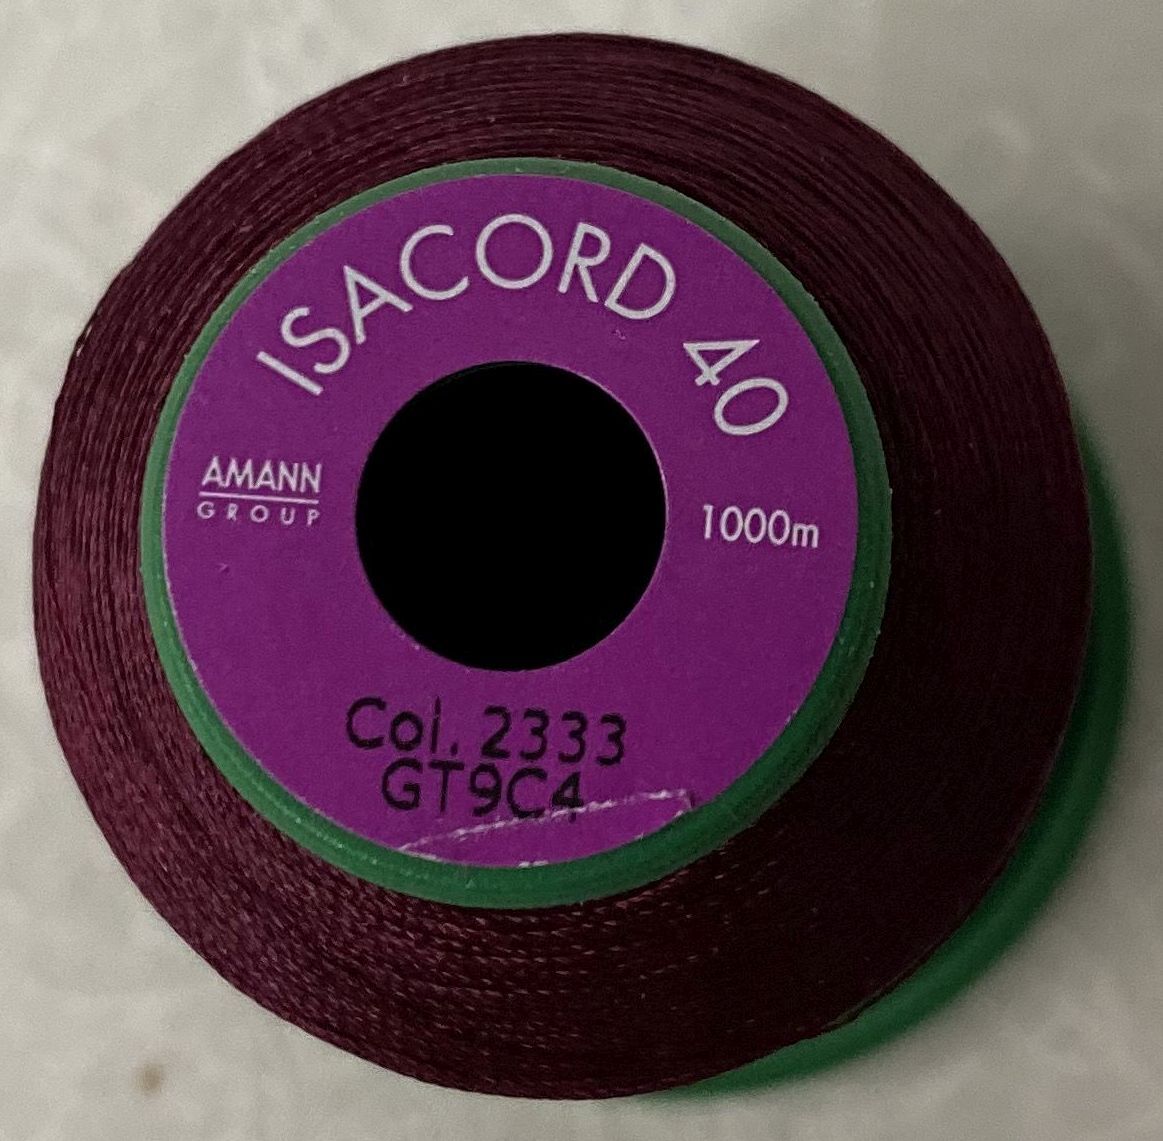 ISACORD 40
AMANN
GROUP
1000m
Col. 2333
GT9C4